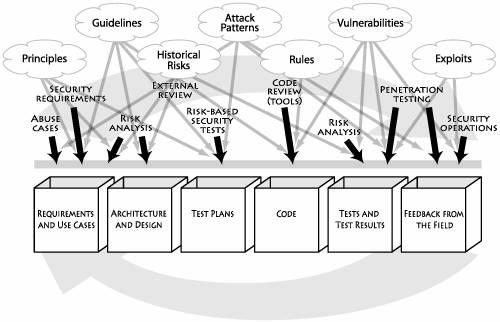 Guidelines
Attack
Patterns
Vulnerabilities
Principles
Historical
Risks
Rules
Exploits
Security
requirements
External
review
Code
review
(tools)
Penetration
testing
Abuse
cases
Risk
analysis
Risk-based
security
tests
Risk
analysis
Security
operations
Requirements
and Use Cases
Architecture
and Design
Test Plans
Code
Tests and
Test Results
Feedback from
the Field